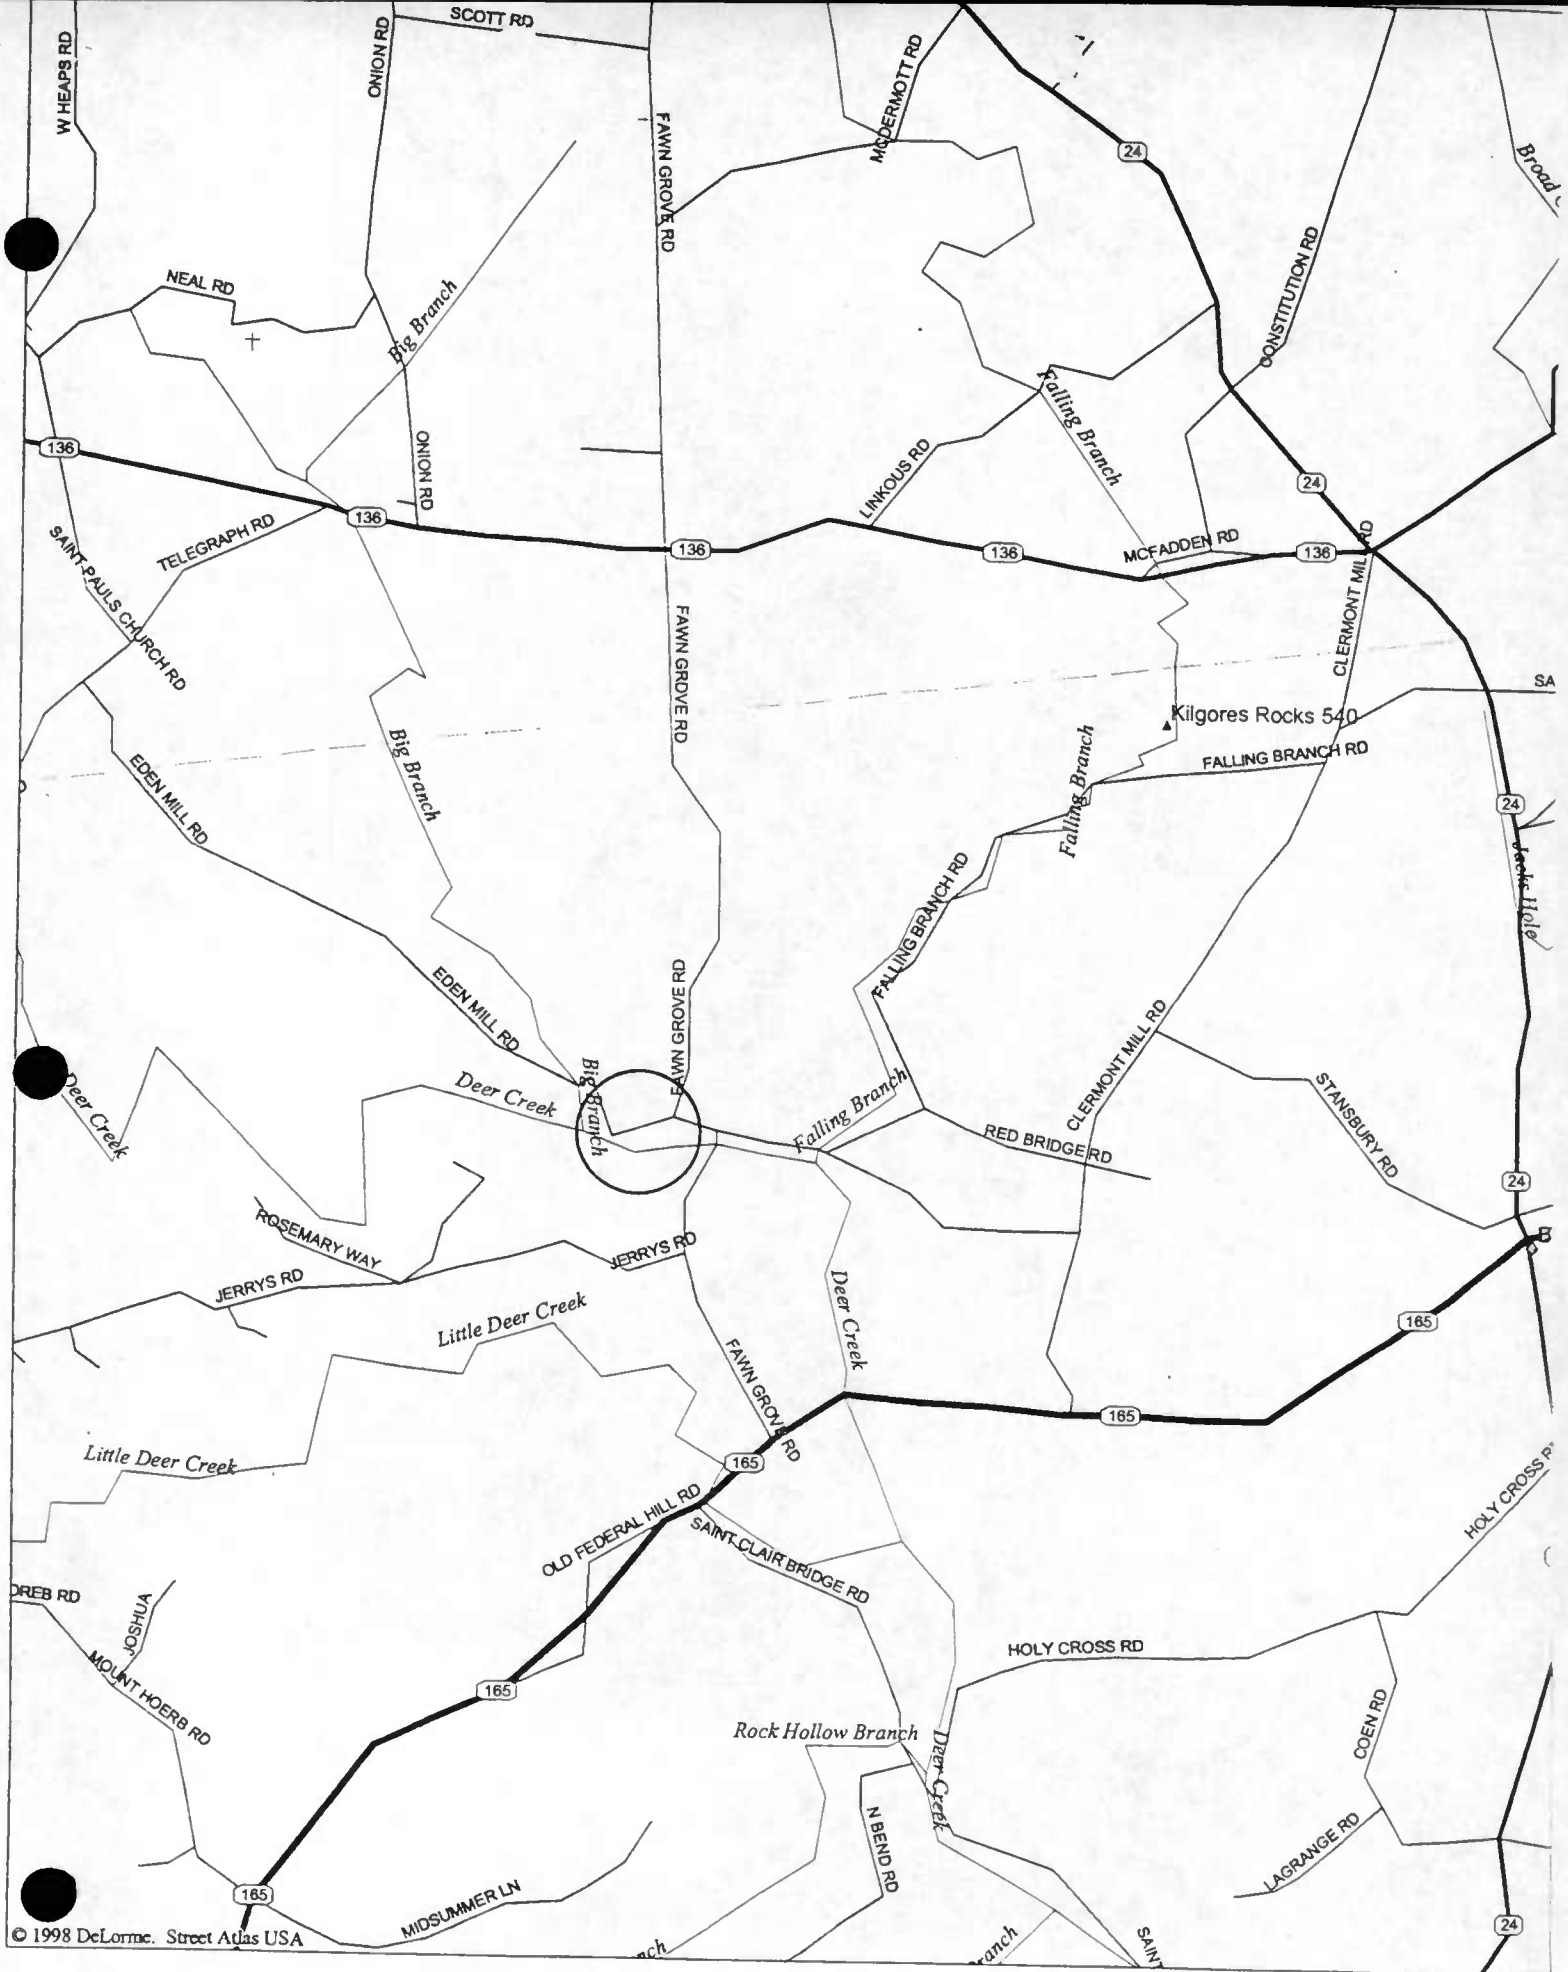 SCOTT RD
W HEAPS RD
ONION RD
MCDERMOTT RD
FAWN GROVE RD
24
Broad
NEAL RD
Big Branch
CONSTITUTION RD
Falling Branch
136
ONION RD
LINKOUS RD
24
136
TELEGRAPH RD
136
136
MCFADDEN RD
136
CLERMONT MILL RD
SAINT PAULS CHURCH RD
FAWN GROVE RD
SA
Kilgores Rocks 540
FALLING BRANCH RD
Big Branch
EDEN MILL RD
Falling Branch
24
Jacks Hole
FALLING BRANCH RD
EDEN MILL RD
FAWN GROVE RD
CLERMONT MILL RD
Deer Creek
Deer Creek
Big Branch
Falling Branch
RED BRIDGE RD
STANSBURY RD
24
ROSEMARY WAY
JERRYS RD
JERRYS RD
B
Little Deer Creek
Deer Creek
165
FAWN GROVE RD
165
Little Deer Creek
165
OLD FEDERAL HILL RD
SAINT CLAIR BRIDGE RD
HOLY CROSS R
OREB RD
JOSHUA
MOUNT HOERB RD
HOLY CROSS RD
165
COEN RD
Rock Hollow Branch
Deer Creek
N BEND RD
LAGRANGE RD
165
MIDSUMMER LN
24
© 1998 DeLorme. Street Atlas USA
nch
ranch
SAINT